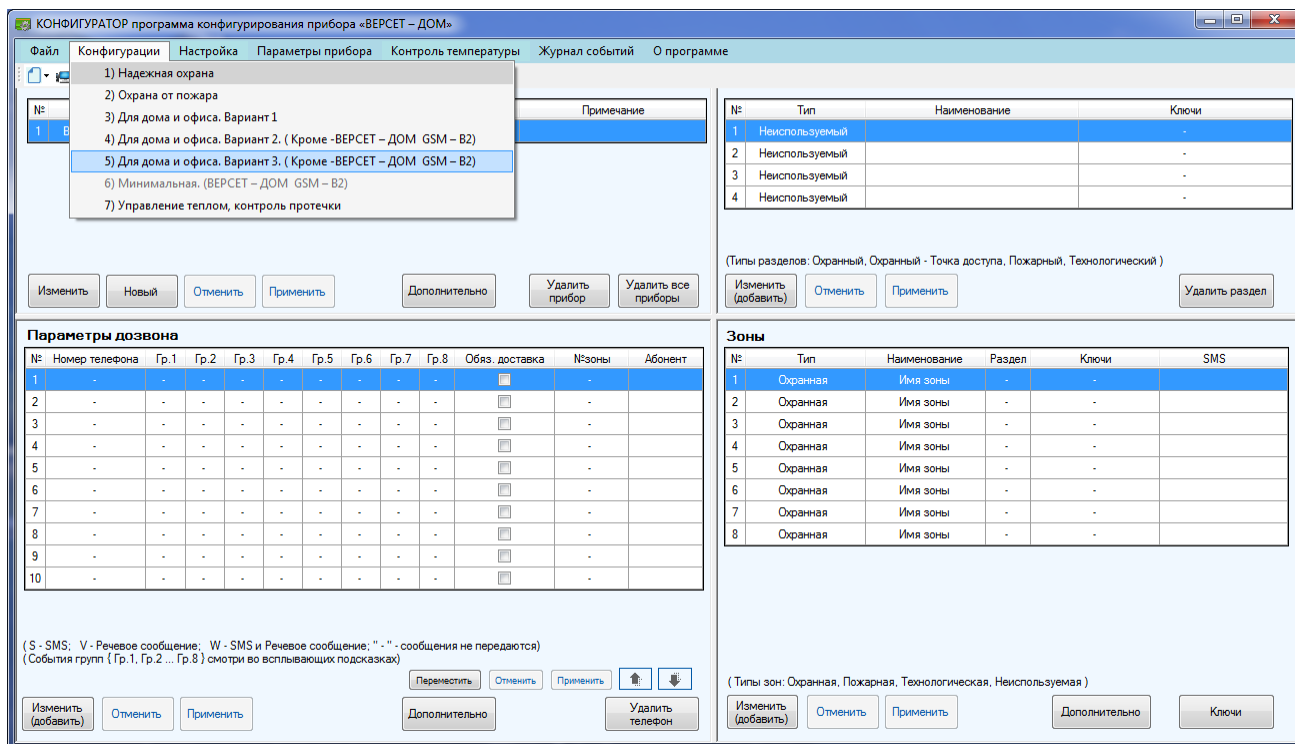 КОНФИГУРАТОР программа конфигурирования прибора «ВЕРСЕТ – ДОМ»
Файл Конфигурации Настройка Параметры прибора Контроль температуры Журнал событий О программе
1) Надежная охрана
2) Охрана от пожара
3) Для дома и офиса. Вариант 1
4) Для дома и офиса. Вариант 2. ( Кроме -ВЕРСЕТ – ДОМ GSM – В2)
5) Для дома и офиса. Вариант 3. ( Кроме -ВЕРСЕТ – ДОМ GSM – В2)
6) Минимальная. (ВЕРСЕТ – ДОМ GSM – В2)
7) Управление теплом, контроль протечки
№ Примечание
1 В
Изменить Новый Отменить Применить Дополнительно Удалить прибор Удалить все приборы
№ Тип Наименование Ключи
1 Неиспользуемый -
2 Неиспользуемый -
3 Неиспользуемый -
4 Неиспользуемый -
(Типы разделов: Охранный, Охранный - Точка доступа, Пожарный, Технологический )
Изменить (добавить) Отменить Применить Удалить раздел
Параметры дозвона
№ Номер телефона Гр.1 Гр.2 Гр.3 Гр.4 Гр.5 Гр.6 Гр.7 Гр.8 Обяз. доставка №зоны Абонент
1 - - - - - - - - - -
2 - - - - - - - - - -
3 - - - - - - - - - -
4 - - - - - - - - - -
5 - - - - - - - - - -
6 - - - - - - - - - -
7 - - - - - - - - - -
8 - - - - - - - - - -
9 - - - - - - - - - -
10 - - - - - - - - - -
( S - SMS; V - Речевое сообщение; W - SMS и Речевое сообщение; " - " - сообщения не передаются)
(События групп { Гр.1, Гр.2 ... Гр.8 } смотри во всплывающих подсказках)
Переместить Отменить Применить
Изменить (добавить) Отменить Применить Дополнительно Удалить телефон
Зоны
№ Тип Наименование Раздел Ключи SMS
1 Охранная Имя зоны - -
2 Охранная Имя зоны - -
3 Охранная Имя зоны - -
4 Охранная Имя зоны - -
5 Охранная Имя зоны - -
6 Охранная Имя зоны - -
7 Охранная Имя зоны - -
8 Охранная Имя зоны - -
( Типы зон: Охранная, Пожарная, Технологическая, Неиспользуемая )
Изменить (добавить) Отменить Применить Дополнительно Ключи